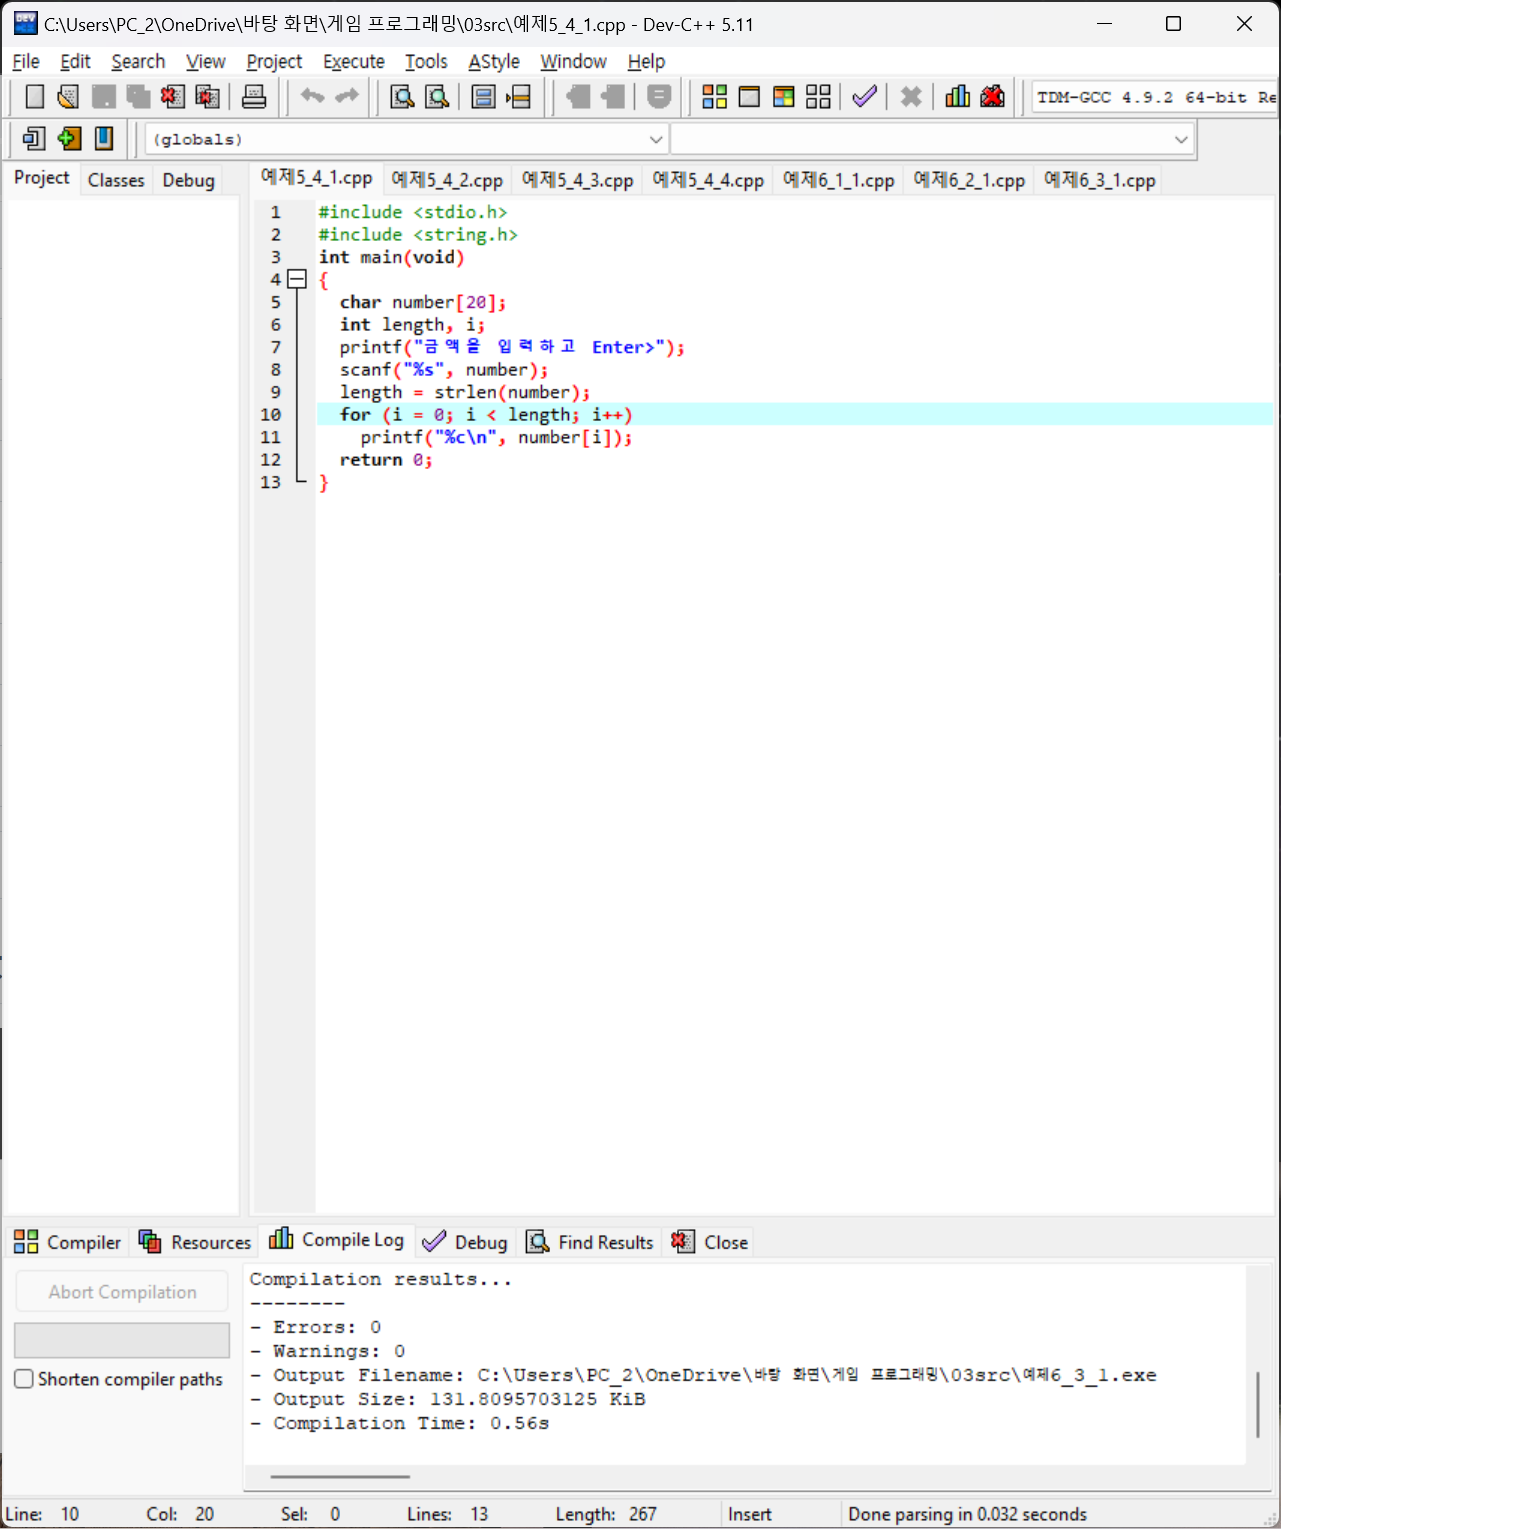 C:\Users\PC_2\OneDrive\바탕 화면\게임 프로그래밍\03src\예제5_4_1.cpp - Dev-C++ 5.11
File Edit Search View Project Execute Tools AStyle Window Help
TDM-GCC 4.9.2 64-bit Re
(globals)
Project Classes Debug
예제5_4_1.cpp 예제5_4_2.cpp 예제5_4_3.cpp 예제5_4_4.cpp 예제6_1_1.cpp 예제6_2_1.cpp 예제6_3_1.cpp
1 #include <stdio.h>
2 #include <string.h>
3 int main(void)
4 {
5 char number[20];
6 int length, i;
7 printf("금액을 입력하고 Enter>");
8 scanf("%s", number);
9 length = strlen(number);
10 for (i = 0; i < length; i++)
11 printf("%c\n", number[i]);
12 return 0;
13 }
Compiler Resources Compile Log Debug Find Results Close
Abort Compilation
Shorten compiler paths
Compilation results...
--------
- Errors: 0
- Warnings: 0
- Output Filename: C:\Users\PC_2\OneDrive\바탕 화면\게임 프로그래밍\03src\예제6_3_1.exe
- Output Size: 131.8095703125 KiB
- Compilation Time: 0.56s
Line: 10 Col: 20 Sel: 0 Lines: 13 Length: 267 Insert Done parsing in 0.032 seconds